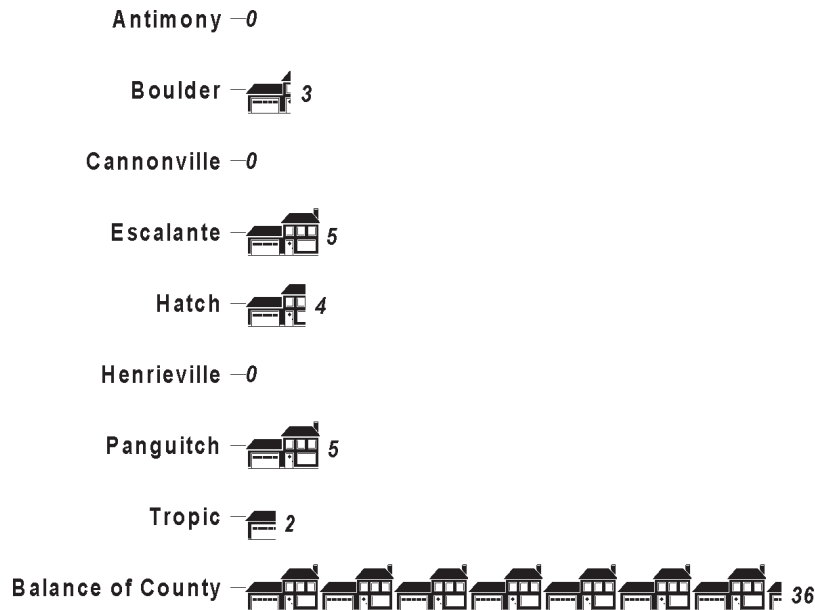 Antimony 0
Boulder 3
Cannonville 0
Escalante 5
Hatch 4
Henrieville 0
Panguitch 5
Tropic 2
Balance of County 36